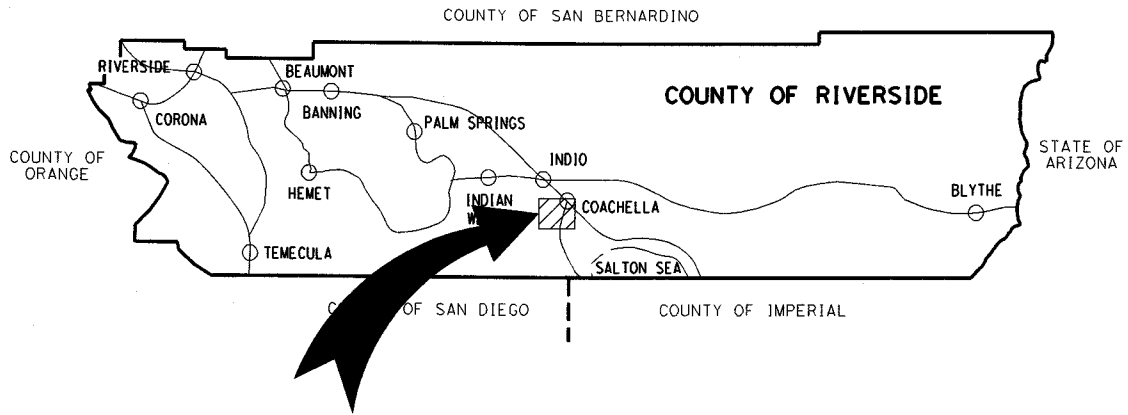 COUNTY OF SAN BERNARDINO
RIVERSIDE
BEAUMONT
COUNTY OF RIVERSIDE
CORONA
BANNING
PALM SPRINGS
COUNTY OF
ORANGE
STATE OF
ARIZONA
INDIO
HEMET
BLYTHE
INDIAN
COACHELLA
TEMECULA
SALTON SEA
OF SAN DIEGO
COUNTY OF IMPERIAL